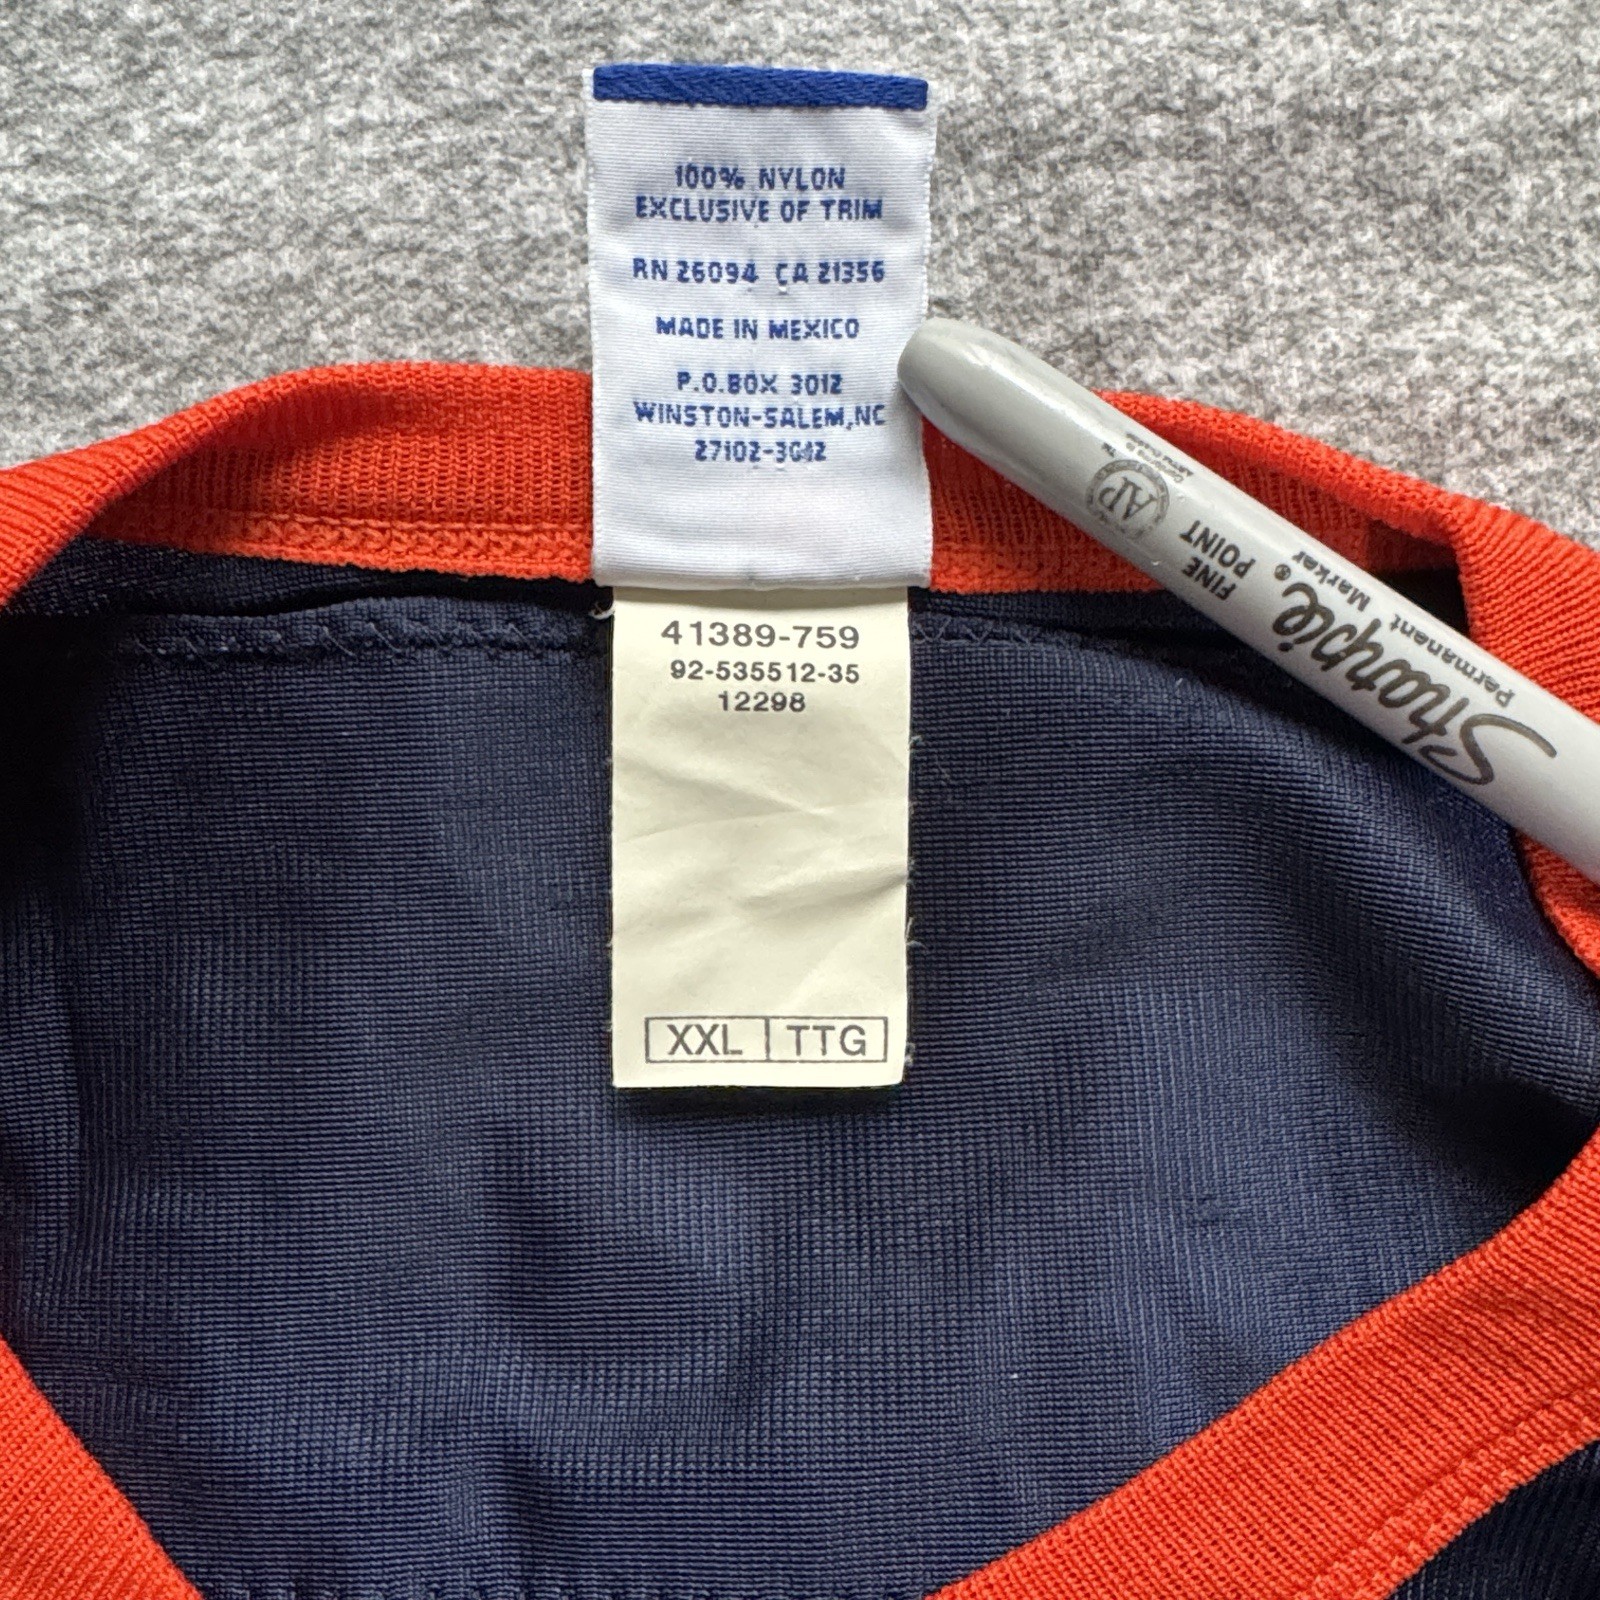 100% NYLON
EXCLUSIVE OF TRIM
RN 26094 CA 21356
MADE IN MEXICO
P.O.BOX 3012
WINSTON-SALEM,NC
27102-3012
41389-759
92-535512-35
12298
XXL TTG
AP
FINE
POINT
Sharpie®
Permanent
Marker